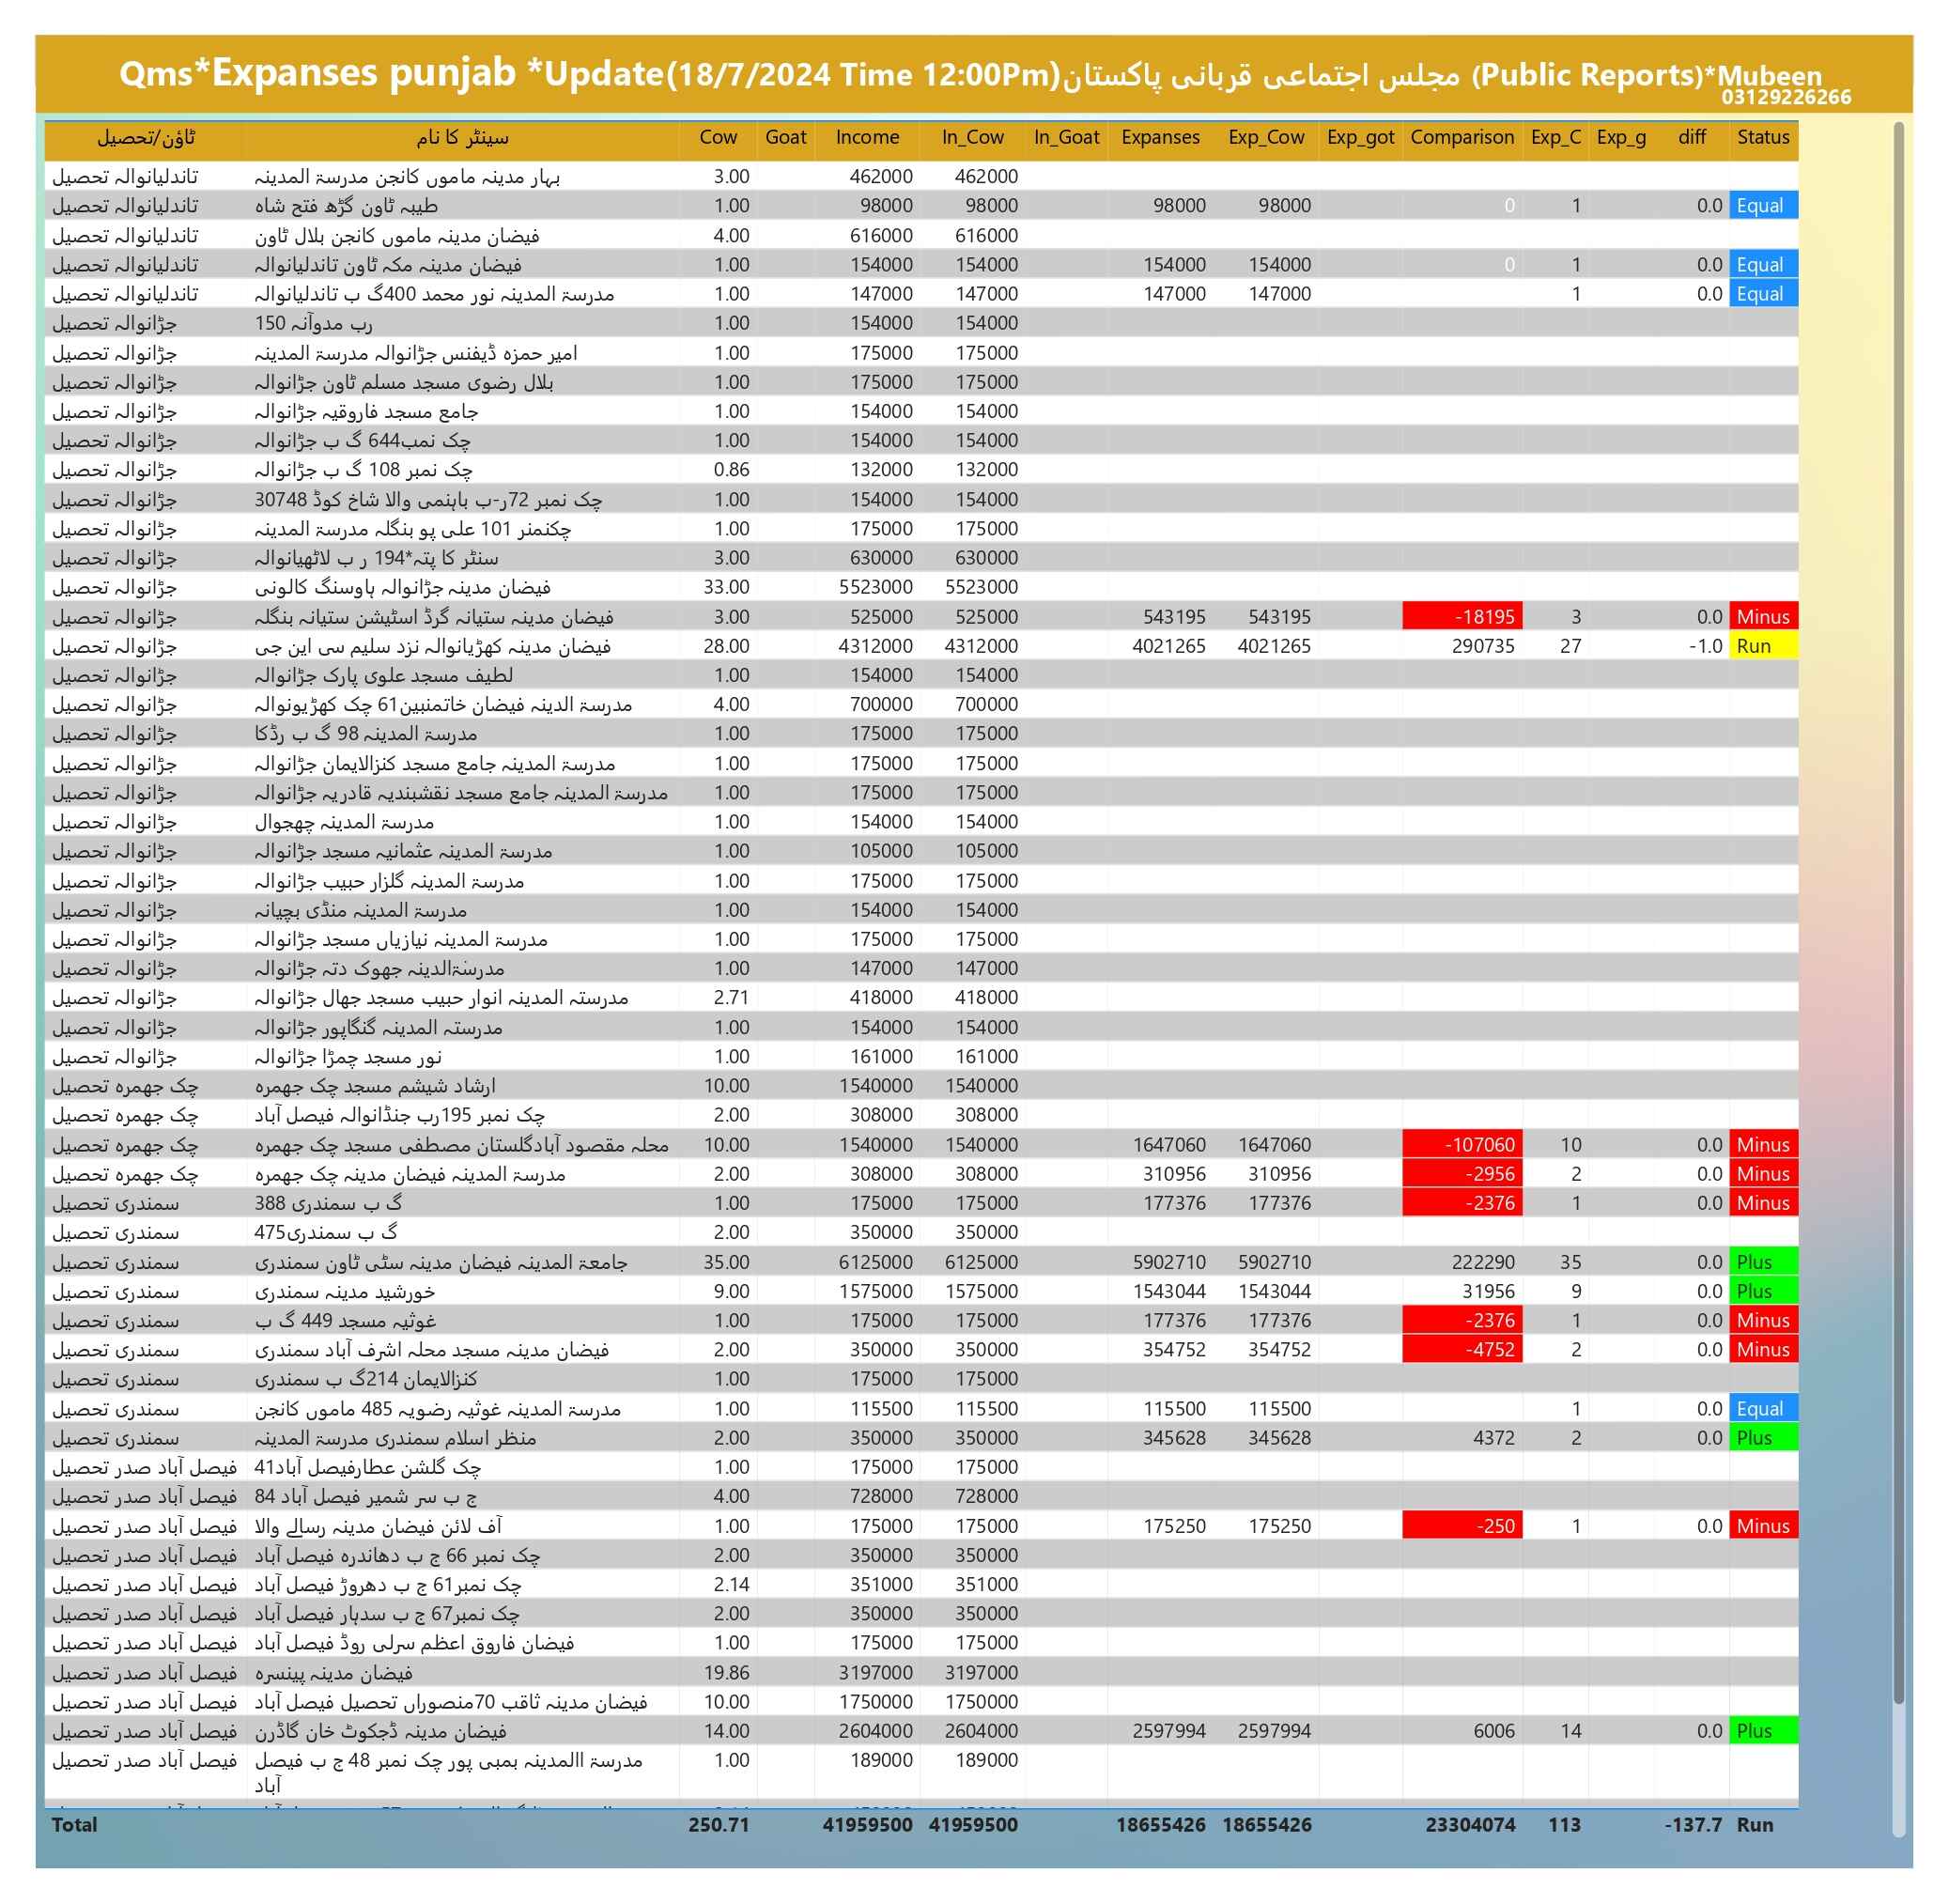 Qms*Expanses punjab *Update(18/7/2024 Time 12:00Pm)مجلس اجتماعی قربانی پاکستان (Public Reports)*Mubeen
03129226266
ٹاؤن/تحصیل سینٹر کا نام Cow Goat Income In_Cow In_Goat Expanses Exp_Cow Exp_got Comparison Exp_C Exp_g diff Status
تاندلیانوالہ تحصیل بہار مدینہ ماموں کانجن مدرسۃ المدینہ 3.00 462000 462000
تاندلیانوالہ تحصیل طیبہ ٹاون گڑھ فتح شاہ 1.00 98000 98000 98000 98000 0 1 0.0 Equal
تاندلیانوالہ تحصیل فیضان مدینہ ماموں کانجن بلال ٹاون 4.00 616000 616000
تاندلیانوالہ تحصیل فیضان مدینہ مکہ ٹاون تاندلیانوالہ 1.00 154000 154000 154000 154000 0 1 0.0 Equal
تاندلیانوالہ تحصیل مدرسۃ المدینہ نور محمد 400گ ب تاندلیانوالہ 1.00 147000 147000 147000 147000 1 0.0 Equal
جڑانوالہ تحصیل 150 رب مدوآنہ 1.00 154000 154000
جڑانوالہ تحصیل امیر حمزہ ڈیفنس جڑانوالہ مدرسۃ المدینہ 1.00 175000 175000
جڑانوالہ تحصیل بلال رضوی مسجد مسلم ٹاون جڑانوالہ 1.00 175000 175000
جڑانوالہ تحصیل جامع مسجد فاروقیہ جڑانوالہ 1.00 154000 154000
جڑانوالہ تحصیل چک نمب644 گ ب جڑانوالہ 1.00 154000 154000
جڑانوالہ تحصیل چک نمبر 108 گ ب جڑانوالہ 0.86 132000 132000
جڑانوالہ تحصیل چک نمبر 72ر-ب باہنمی والا شاخ کوڈ 30748 1.00 154000 154000
جڑانوالہ تحصیل چکنمنر 101 علی پو بنگلہ مدرسۃ المدینہ 1.00 175000 175000
جڑانوالہ تحصیل سنٹر کا پتہ*194 ر ب لاٹھیانوالہ 3.00 630000 630000
جڑانوالہ تحصیل فیضان مدینہ جڑانوالہ ہاوسنگ کالونی 33.00 5523000 5523000
جڑانوالہ تحصیل فیضان مدینہ ستیانہ گرڈ اسٹیشن ستیانہ بنگلہ 3.00 525000 525000 543195 543195 -18195 3 0.0 Minus
جڑانوالہ تحصیل فیضان مدینہ کھڑیانوالہ نزد سلیم سی این جی 28.00 4312000 4312000 4021265 4021265 290735 27 -1.0 Run
جڑانوالہ تحصیل لطیف مسجد علوی پارک جڑانوالہ 1.00 154000 154000
جڑانوالہ تحصیل مدرسۃ الدینہ فیضان خاتمنبین61 چک کھڑیونوالہ 4.00 700000 700000
جڑانوالہ تحصیل مدرسۃ المدینہ 98 گ ب رڈکا 1.00 175000 175000
جڑانوالہ تحصیل مدرسۃ المدینہ جامع مسجد کنزالایمان جڑانوالہ 1.00 175000 175000
جڑانوالہ تحصیل مدرسۃ المدینہ جامع مسجد نقشبندیہ قادریہ جڑانوالہ 1.00 175000 175000
جڑانوالہ تحصیل مدرسۃ المدینہ چھجوال 1.00 154000 154000
جڑانوالہ تحصیل مدرسۃ المدینہ عثمانیہ مسجد جڑانوالہ 1.00 105000 105000
جڑانوالہ تحصیل مدرسۃ المدینہ گلزار حبیب جڑانوالہ 1.00 175000 175000
جڑانوالہ تحصیل مدرسۃ المدینہ منڈی بچیانہ 1.00 154000 154000
جڑانوالہ تحصیل مدرسۃ المدینہ نیازیاں مسجد جڑانوالہ 1.00 175000 175000
جڑانوالہ تحصیل مدرسۃالدینہ جھوک دتہ جڑانوالہ 1.00 147000 147000
جڑانوالہ تحصیل مدرستہ المدینہ انوار حبیب مسجد جھال جڑانوالہ 2.71 418000 418000
جڑانوالہ تحصیل مدرستہ المدینہ گنگاپور جڑانوالہ 1.00 154000 154000
جڑانوالہ تحصیل نور مسجد چمڑا جڑانوالہ 1.00 161000 161000
چک جھمرہ تحصیل ارشاد شیشم مسجد چک جھمرہ 10.00 1540000 1540000
چک جھمرہ تحصیل چک نمبر 195رب جنڈانوالہ فیصل آباد 2.00 308000 308000
چک جھمرہ تحصیل محلہ مقصود آبادگلستان مصطفی مسجد چک جھمرہ 10.00 1540000 1540000 1647060 1647060 -107060 10 0.0 Minus
چک جھمرہ تحصیل مدرسۃ المدینہ فیضان مدینہ چک جھمرہ 2.00 308000 308000 310956 310956 -2956 2 0.0 Minus
سمندری تحصیل 388 گ ب سمندری 1.00 175000 175000 177376 177376 -2376 1 0.0 Minus
سمندری تحصیل 475گ ب سمندری 2.00 350000 350000
سمندری تحصیل جامعۃ المدینہ فیضان مدینہ سٹی ٹاون سمندری 35.00 6125000 6125000 5902710 5902710 222290 35 0.0 Plus
سمندری تحصیل خورشید مدینہ سمندری 9.00 1575000 1575000 1543044 1543044 31956 9 0.0 Plus
سمندری تحصیل غوثیہ مسجد 449 گ ب 1.00 175000 175000 177376 177376 -2376 1 0.0 Minus
سمندری تحصیل فیضان مدینہ مسجد محلہ اشرف آباد سمندری 2.00 350000 350000 354752 354752 -4752 2 0.0 Minus
سمندری تحصیل کنزالایمان 214گ ب سمندری 1.00 175000 175000
سمندری تحصیل مدرسۃ المدینہ غوثیہ رضویہ 485 ماموں کانجن 1.00 115500 115500 115500 115500 1 0.0 Equal
سمندری تحصیل منظر اسلام سمندری مدرسۃ المدینہ 2.00 350000 350000 345628 345628 4372 2 0.0 Plus
فیصل آباد صدر تحصیل 41چک گلشن عطارفیصل آباد 1.00 175000 175000
فیصل آباد صدر تحصیل 84 ج ب سر شمیر فیصل آباد 4.00 728000 728000
فیصل آباد صدر تحصیل آف لائن فیضان مدینہ رسالے والا 1.00 175000 175000 175250 175250 -250 1 0.0 Minus
فیصل آباد صدر تحصیل چک نمبر 66 ج ب دھاندرہ فیصل آباد 2.00 350000 350000
فیصل آباد صدر تحصیل چک نمبر61 ج ب دھروڑ فیصل آباد 2.14 351000 351000
فیصل آباد صدر تحصیل چک نمبر67 ج ب سدہار فیصل آباد 2.00 350000 350000
فیصل آباد صدر تحصیل فیضان فاروق اعظم سرلی روڈ فیصل آباد 1.00 175000 175000
فیصل آباد صدر تحصیل فیضان مدینہ پینسرہ 19.86 3197000 3197000
فیصل آباد صدر تحصیل فیضان مدینہ ثاقب 70منصوراں تحصیل فیصل آباد 10.00 1750000 1750000
فیصل آباد صدر تحصیل فیضان مدینہ ڈجکوٹ خان گاڈرن 14.00 2604000 2604000 2597994 2597994 6006 14 0.0 Plus
فیصل آباد صدر تحصیل مدرسۃ االمدینہ بمبی پور چک نمبر 48 ج ب فیصل 1.00 189000 189000
آباد
Total 250.71 41959500 41959500 18655426 18655426 23304074 113 -137.7 Run